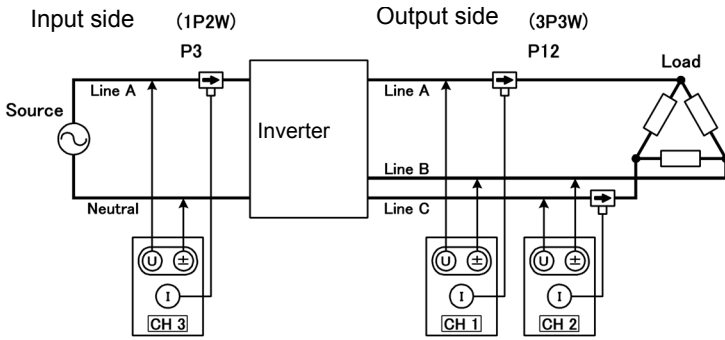 Input side (1P2W)
P3
Output side (3P3W)
P12
Load
Line A
Line A
Source
Inverter
Line B
Neutral
Line C
U ±
I
CH 3
U ±
I
CH 1
U ±
I
CH 2